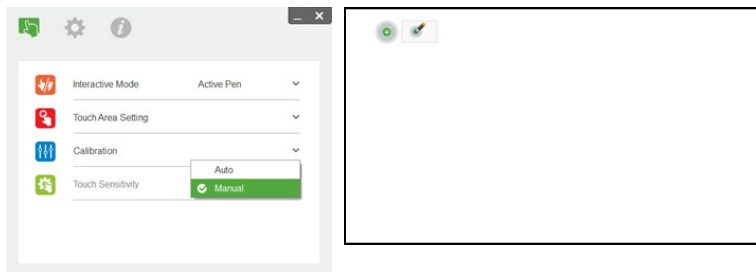 Interactive Mode Active Pen
Touch Area Setting
Calibration
Auto
Touch Sensitivity
Manual